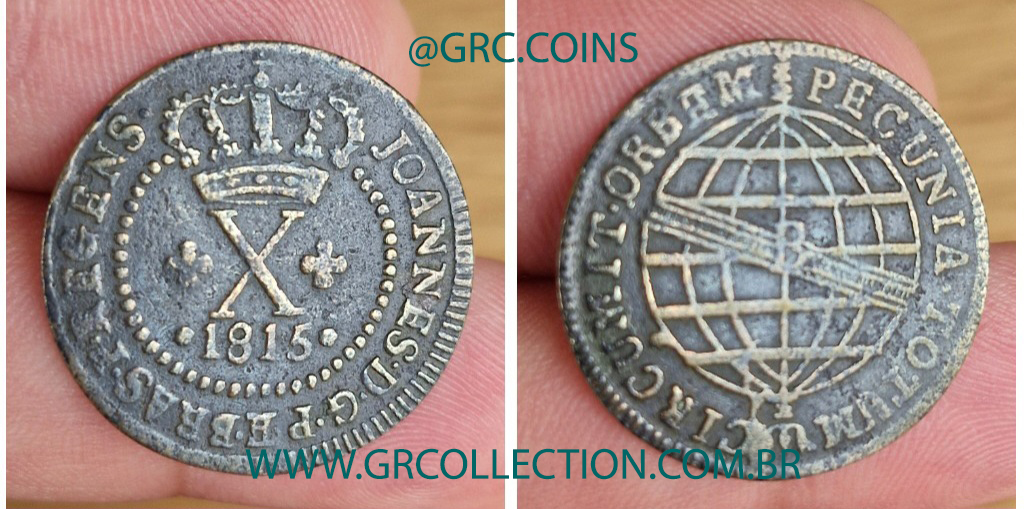 @GRC.COINS
JOANNES·D·G·P·E·BRAS·P·REGENS
X
·1815·
PECUNIA·TOTUM CIRCUMIT·ORBEM
B
WWW.GRCOLLECTION.COM.BR